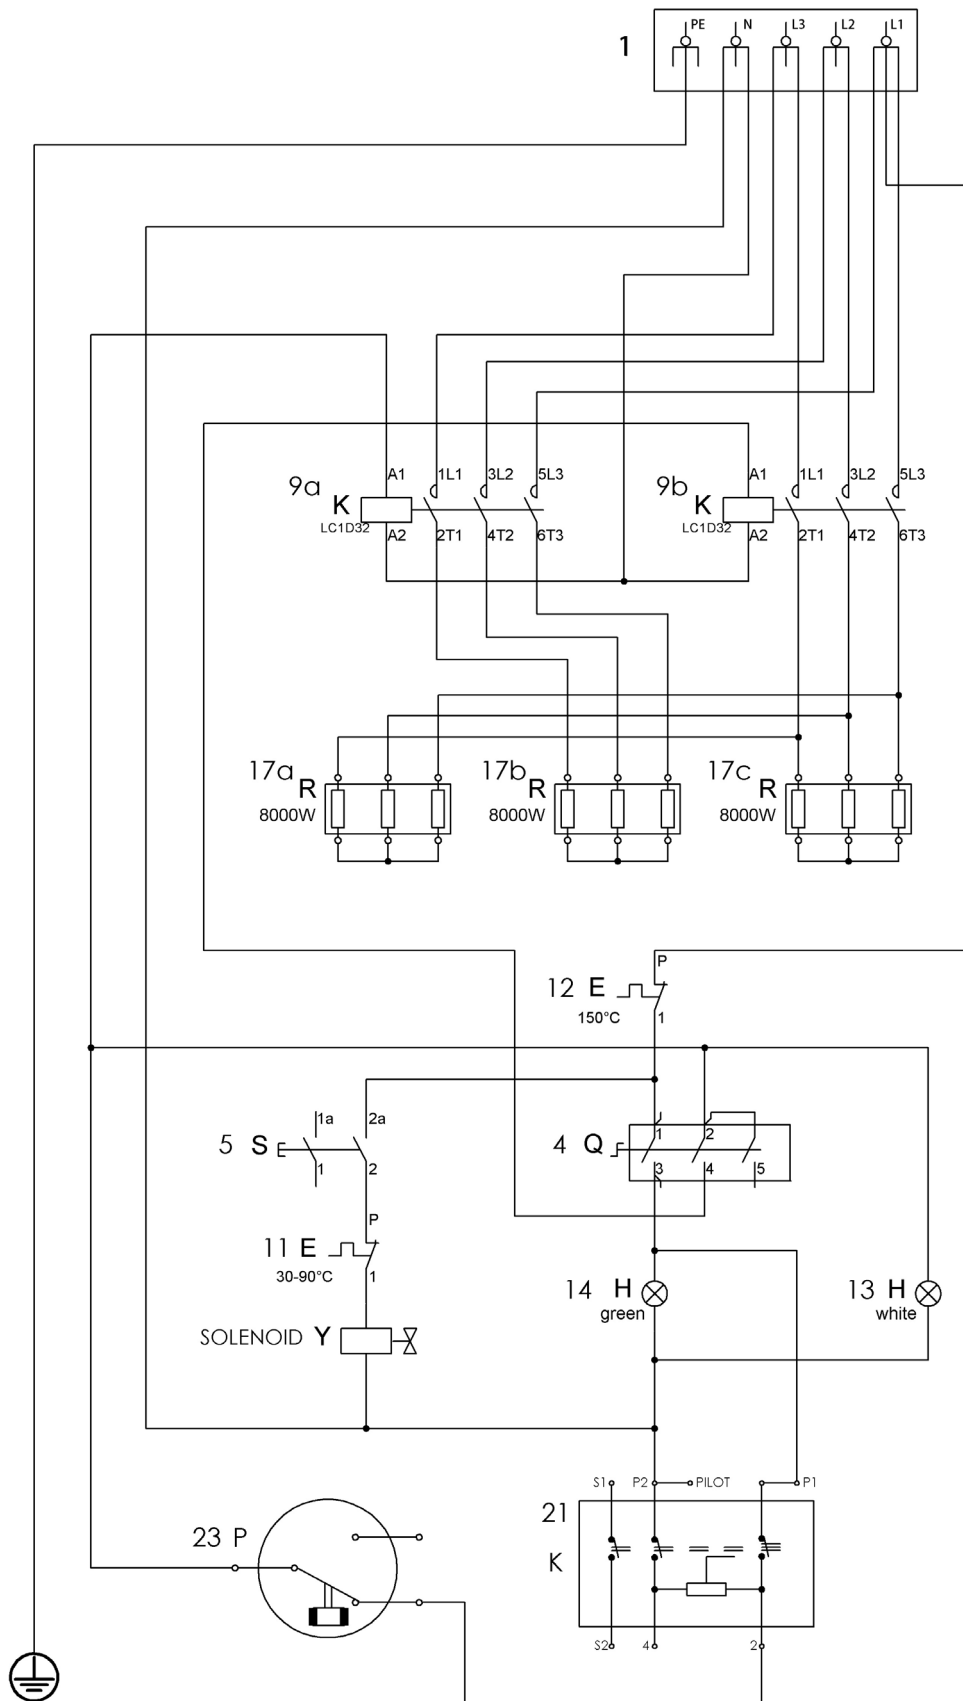 PE N L3 L2 L1
1
A1 1L1 3L2 5L3 A1 1L1 3L2 5L3
9a K 9b K
LC1D32 LC1D32
A2 2T1 4T2 6T3 A2 2T1 4T2 6T3
17a R 17b R 17c R
8000W 8000W 8000W
P
12 E
150°C 1
1a 2a
1 2
5 S 4 Q
1 2 3 4 5
P
11 E
30-90°C 1
14 H 13 H
green white
SOLENOID Y
S1 P2 PILOT P1
21
23 P
K
S2 4 2